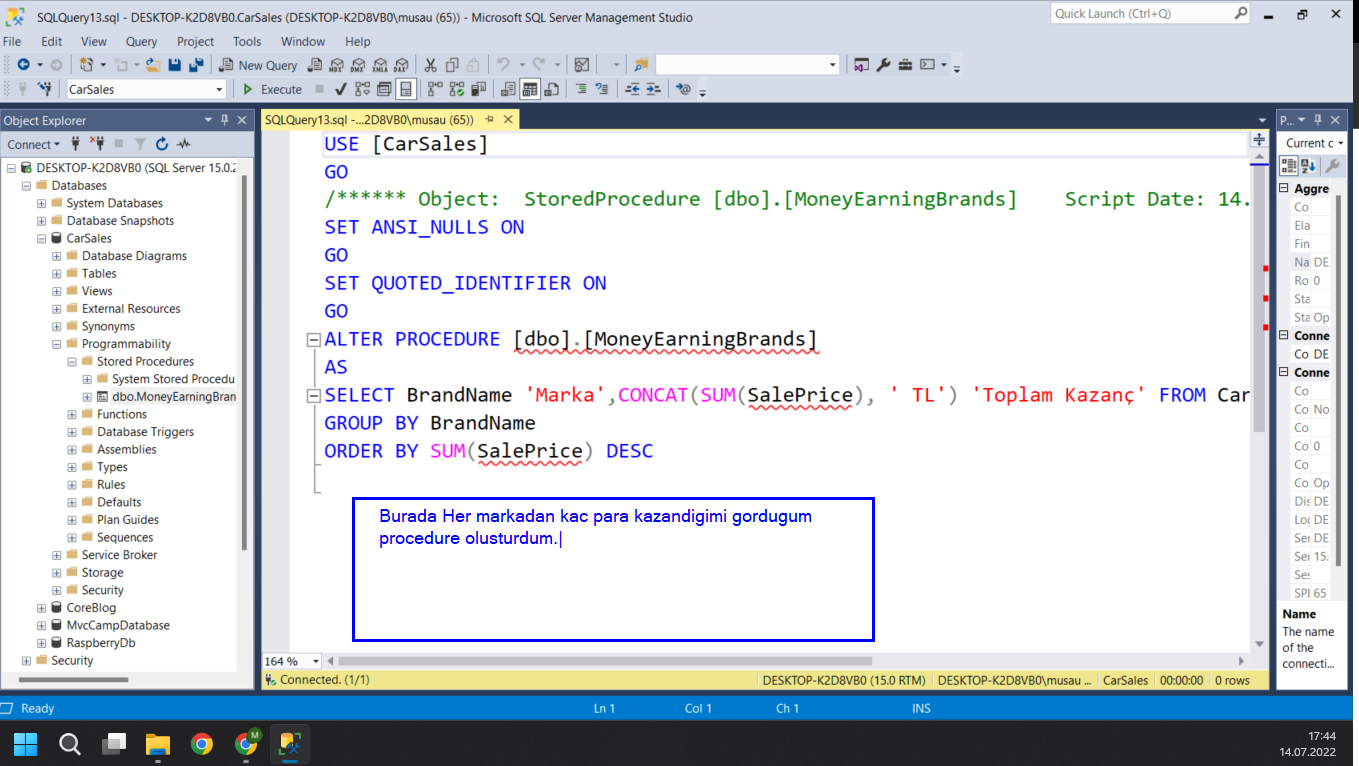 SQLQuery13.sql - DESKTOP-K2D8VB0.CarSales (DESKTOP-K2D8VB0\musau (65)) - Microsoft SQL Server Management Studio
Quick Launch (Ctrl+Q)
File Edit View Query Project Tools Window Help
New Query
MDX DMX XMLA DAX
CarSales
Execute
Object Explorer
Connect
DESKTOP-K2D8VB0 (SQL Server 15.0.2
Databases
System Databases
Database Snapshots
CarSales
Database Diagrams
Tables
Views
External Resources
Synonyms
Programmability
Stored Procedures
System Stored Procedu
dbo.MoneyEarningBran
Functions
Database Triggers
Assemblies
Types
Rules
Defaults
Plan Guides
Sequences
Service Broker
Storage
Security
CoreBlog
MvcCampDatabase
RaspberryDb
Security
SQLQuery13.sql -...2D8VB0\musau (65))
USE [CarSales]
GO
/****** Object:  StoredProcedure [dbo].[MoneyEarningBrands]    Script Date: 14.
SET ANSI_NULLS ON
GO
SET QUOTED_IDENTIFIER ON
GO
ALTER PROCEDURE [dbo].[MoneyEarningBrands]
AS
SELECT BrandName 'Marka',CONCAT(SUM(SalePrice), ' TL') 'Toplam Kazanç' FROM Car
GROUP BY BrandName
ORDER BY SUM(SalePrice) DESC
Burada Her markadan kac para kazandigimi gordugum
procedure olusturdum.
164 %
Connected. (1/1)
DESKTOP-K2D8VB0 (15.0 RTM)
DESKTOP-K2D8VB0\musau ...
CarSales
00:00:00
0 rows
P...
Current c
Aggre
Co
Ela
Fin
Na DE
Ro 0
Sta
Sta Op
Conne
Co DE
Conne
Co
Co No
Co
Co 0
Co
Co Op
Dis DE
Log DE
Ser DE
Ser 15.
Ses
SPI 65
Name
The name
of the
connecti...
Ready
Ln 1
Col 1
Ch 1
INS
M
17:44
14.07.2022